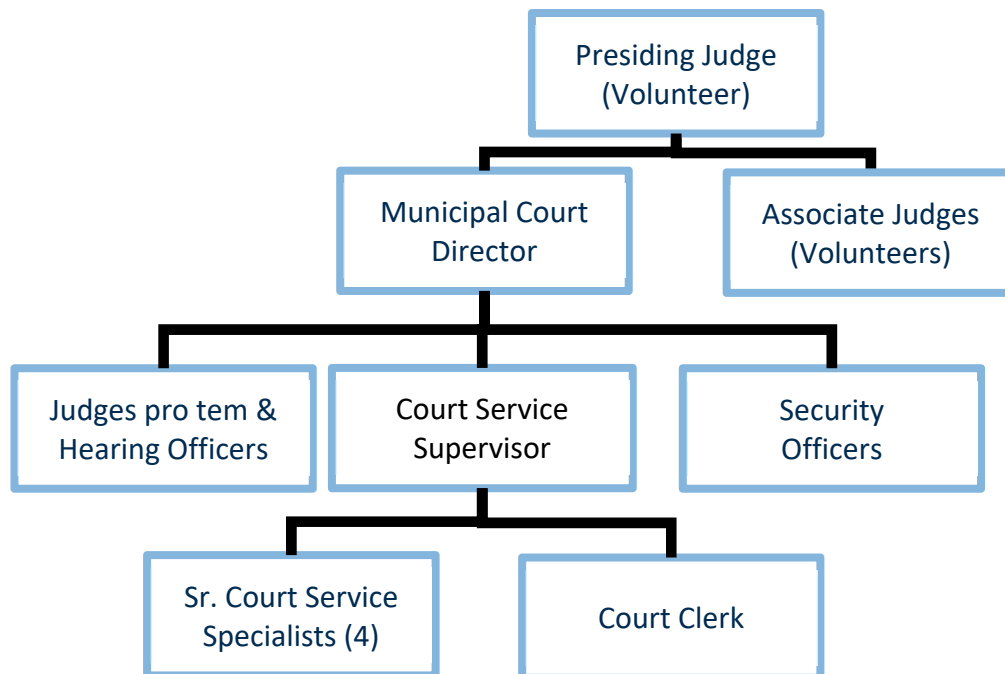 Presiding Judge
(Volunteer)
Municipal Court
Director
Associate Judges
(Volunteers)
Judges pro tem &
Hearing Officers
Court Service
Supervisor
Security
Officers
Sr. Court Service
Specialists (4)
Court Clerk